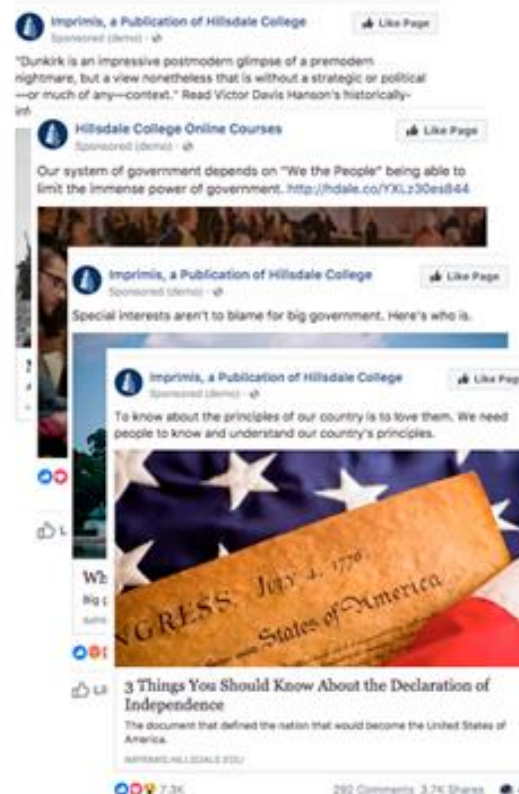 Imprimis, a Publication of Hillsdale College
Like Page
Sponsored (demo) ·
"Dunkirk is an impressive postmodern glimpse of a premodern
nightmare, but a view nonetheless that is without a strategic or political
—or much of any—context." Read Victor Davis Hanson's historically-
Hillsdale College Online Courses
Like Page
Sponsored (demo) ·
Our system of government depends on "We the People" being able to
limit the immense power of government. http://hdale.co/YXLz30es844
Imprimis, a Publication of Hillsdale College
Like Page
Sponsored (demo) ·
Special interests aren't to blame for big government. Here's who is.
Imprimis, a Publication of Hillsdale College
Like Page
Sponsored (demo) ·
To know about the principles of our country is to love them. We need
people to know and understand our country's principles.
NGRESS, July 4, 1776.
States of America
Wh
Big
3 Things You Should Know About the Declaration of
Independence
The document that defined the nation that would become the United States of
America.
IMPRIMIS.HILLSDALE.EDU
7.3K
292 Comments 3.7K Shares